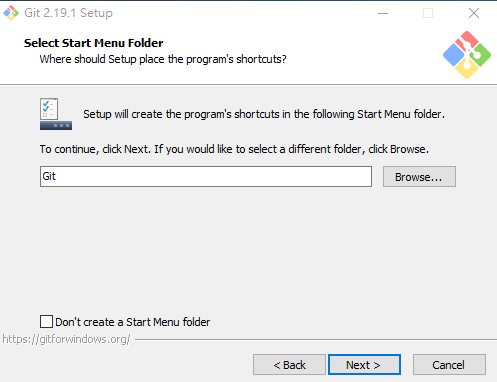 Git 2.19.1 Setup
Select Start Menu Folder
Where should Setup place the program's shortcuts?
Setup will create the program's shortcuts in the following Start Menu folder.
To continue, click Next. If you would like to select a different folder, click Browse.
Git
Browse...
Don't create a Start Menu folder
https://gitforwindows.org/
< Back
Next >
Cancel